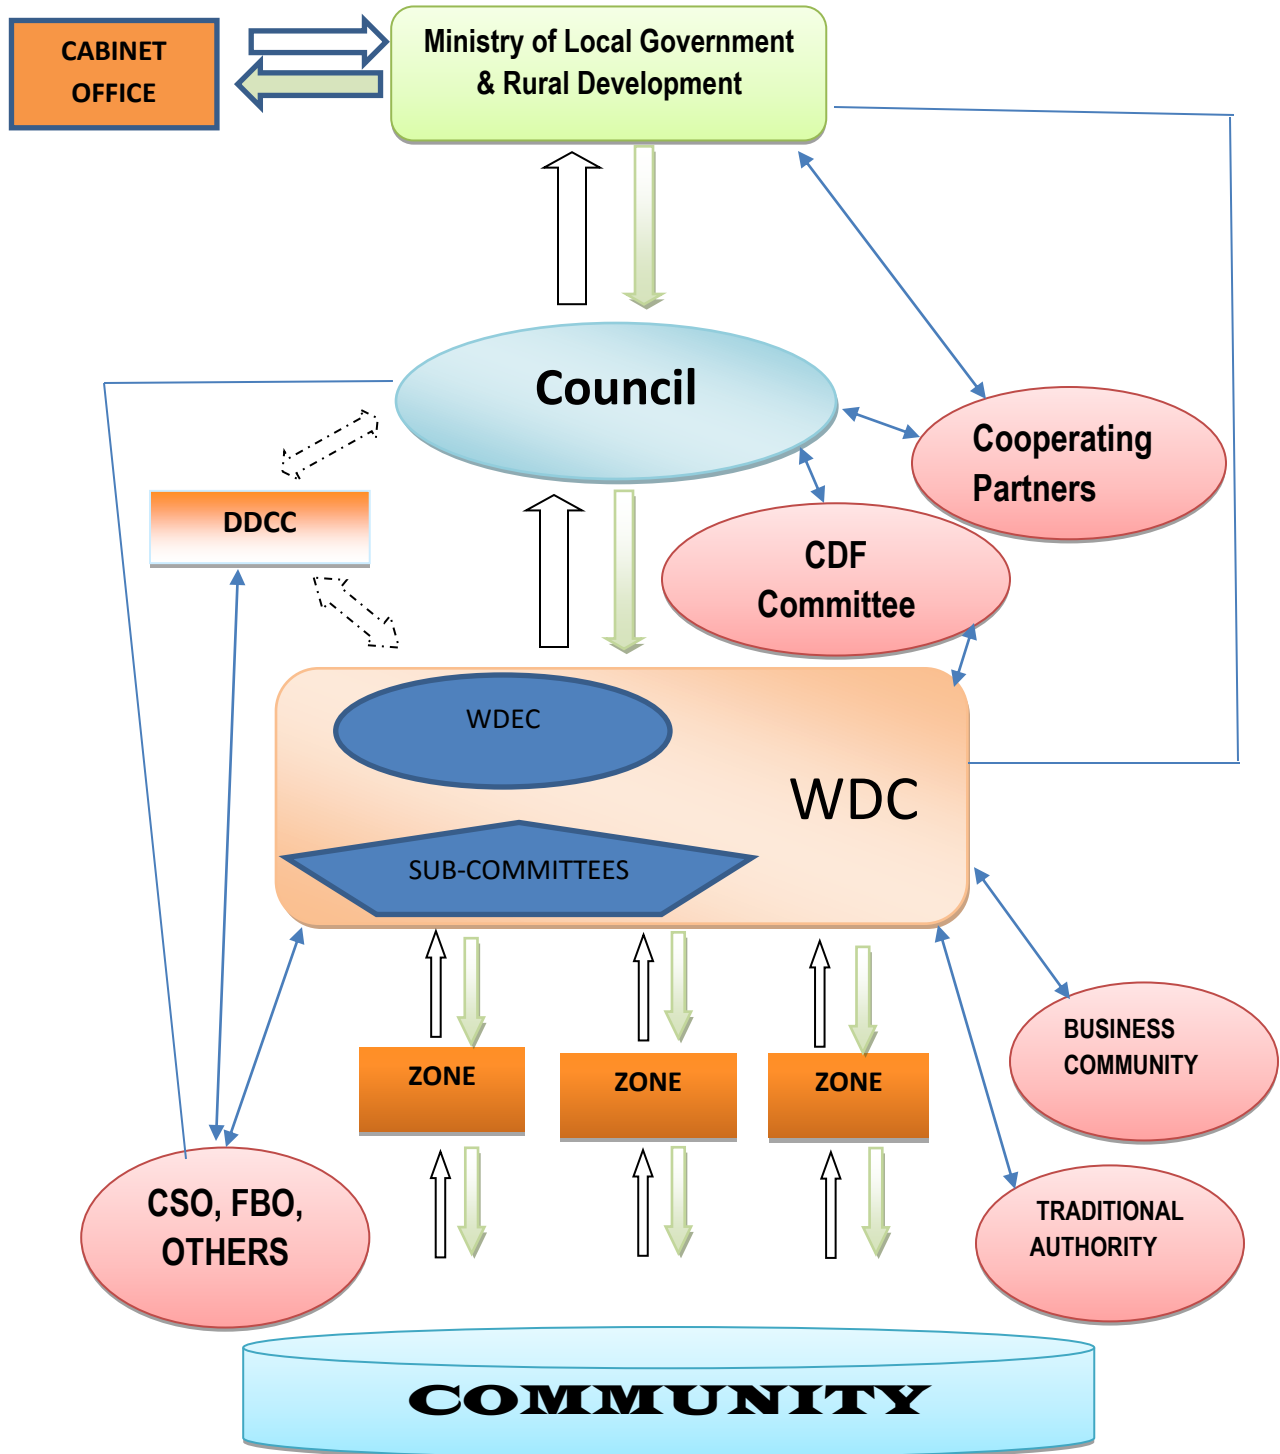 CABINET
OFFICE
Ministry of Local Government
& Rural Development
Council
Cooperating
Partners
DDCC
CDF
Committee
WDEC
WDC
SUB-COMMITTEES
ZONE
ZONE
ZONE
BUSINESS
COMMUNITY
CSO, FBO,
OTHERS
TRADITIONAL
AUTHORITY
COMMUNITY